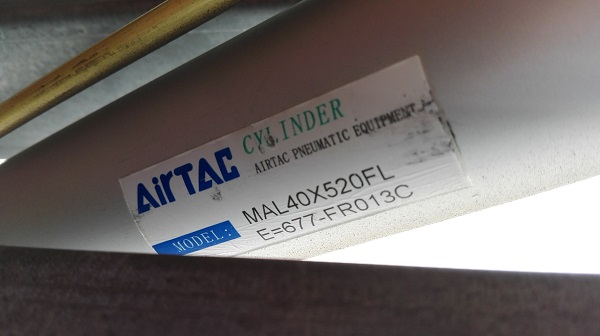 AirTAC CYLINDER
AIRTAC PNEUMATIC EQUIPMENT
MODEL: MAL40X520FL
E=677-FR013C